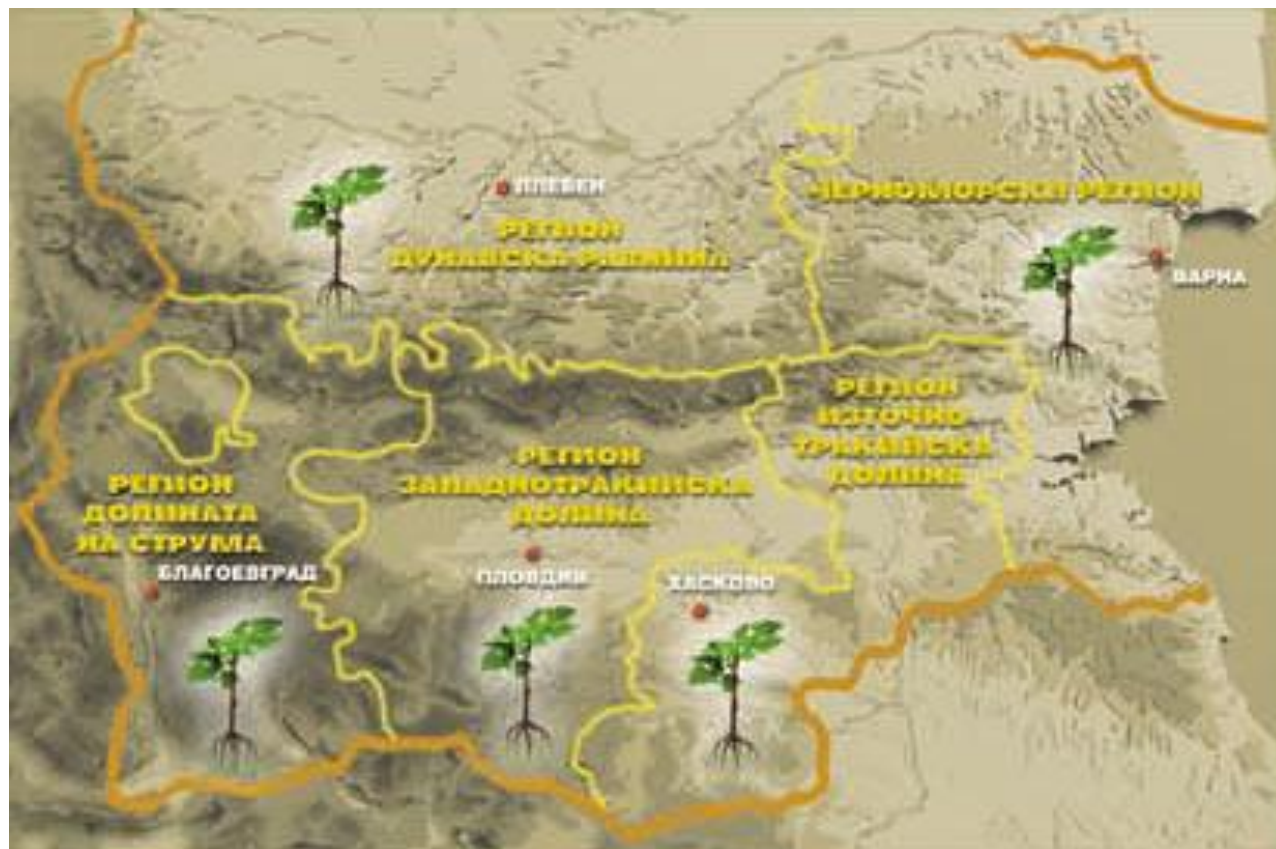 ПЛЕВЕН
РЕГИОН
ДУНАВСКА РАВНИНА
ЧЕРНОМОРСКИ РЕГИОН
ВАРНА
РЕГИОН
ИЗТОЧНО
ТРАКИЙСКА
ДОЛИНА
РЕГИОН
ЗАПАДНОТРАКИЙСКА
ДОЛИНА
РЕГИОН
ДОЛИНАТА
НА СТРУМА
БЛАГОЕВГРАД
ПЛОВДИВ
ХАСКОВО